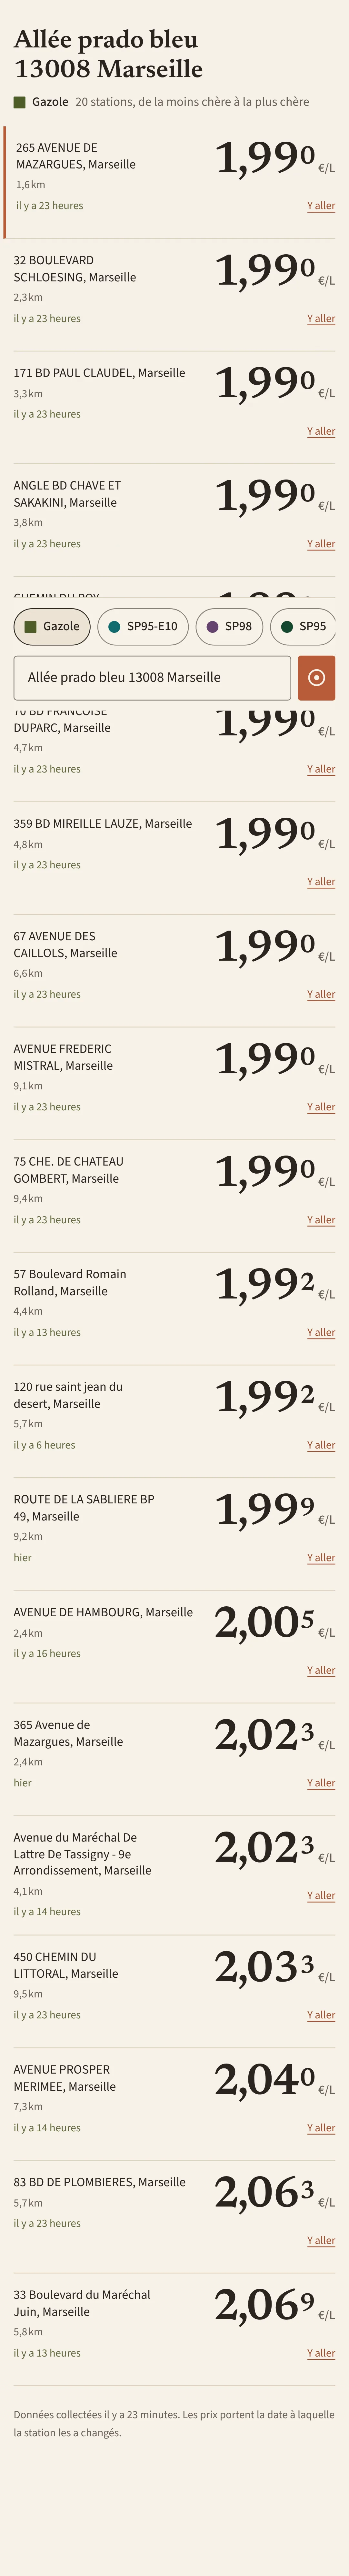 Allée prado bleu
13008 Marseille
Gazole 20 stations, de la moins chère à la plus chère
265 AVENUE DE
MAZARGUES, Marseille
1,990 €/L
1,6 km
il y a 23 heures
Y aller
32 BOULEVARD
SCHLOESING, Marseille
1,990 €/L
2,3 km
il y a 23 heures
Y aller
171 BD PAUL CLAUDEL, Marseille
1,990 €/L
3,3 km
il y a 23 heures
Y aller
ANGLE BD CHAVE ET
SAKAKINI, Marseille
1,990 €/L
3,8 km
il y a 23 heures
Y aller
CHEMIN DU ROY
Gazole
SP95-E10
SP98
SP95
Allée prado bleu 13008 Marseille
70 BD FRANCOISE
DUPARC, Marseille
1,990 €/L
4,7 km
il y a 23 heures
Y aller
359 BD MIREILLE LAUZE, Marseille
1,990 €/L
4,8 km
il y a 23 heures
Y aller
67 AVENUE DES
CAILLOLS, Marseille
1,990 €/L
6,6 km
il y a 23 heures
Y aller
AVENUE FREDERIC
MISTRAL, Marseille
1,990 €/L
9,1 km
il y a 23 heures
Y aller
75 CHE. DE CHATEAU
GOMBERT, Marseille
1,990 €/L
9,4 km
il y a 23 heures
Y aller
57 Boulevard Romain
Rolland, Marseille
1,992 €/L
4,4 km
il y a 13 heures
Y aller
120 rue saint jean du
desert, Marseille
1,992 €/L
5,7 km
il y a 6 heures
Y aller
ROUTE DE LA SABLIERE BP
49, Marseille
1,999 €/L
9,2 km
hier
Y aller
AVENUE DE HAMBOURG, Marseille
2,005 €/L
2,4 km
il y a 16 heures
Y aller
365 Avenue de
Mazargues, Marseille
2,023 €/L
2,4 km
hier
Y aller
Avenue du Maréchal De
Lattre De Tassigny - 9e
Arrondissement, Marseille
2,023 €/L
4,1 km
il y a 14 heures
Y aller
450 CHEMIN DU
LITTORAL, Marseille
2,033 €/L
9,5 km
il y a 23 heures
Y aller
AVENUE PROSPER
MERIMEE, Marseille
2,040 €/L
7,3 km
il y a 14 heures
Y aller
83 BD DE PLOMBIERES, Marseille
2,063 €/L
5,7 km
il y a 23 heures
Y aller
33 Boulevard du Maréchal
Juin, Marseille
2,069 €/L
5,8 km
il y a 13 heures
Y aller
Données collectées il y a 23 minutes. Les prix portent la date à laquelle
la station les a changés.